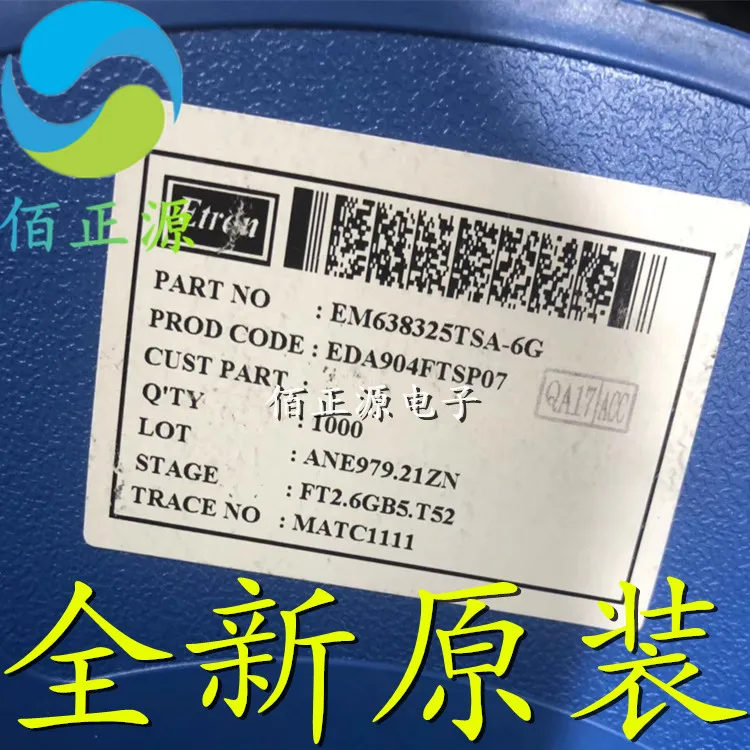 佰正源
Etron
PART NO : EM638325TSA-6G
PROD CODE : EDA904FTSP07
CUST PART
QA17 ACC
佰正源电子
Q'TY : 1000
LOT : ANE979.21ZN
STAGE : FT2.6GB5.T52
TRACE NO : MATC1111
全新原装